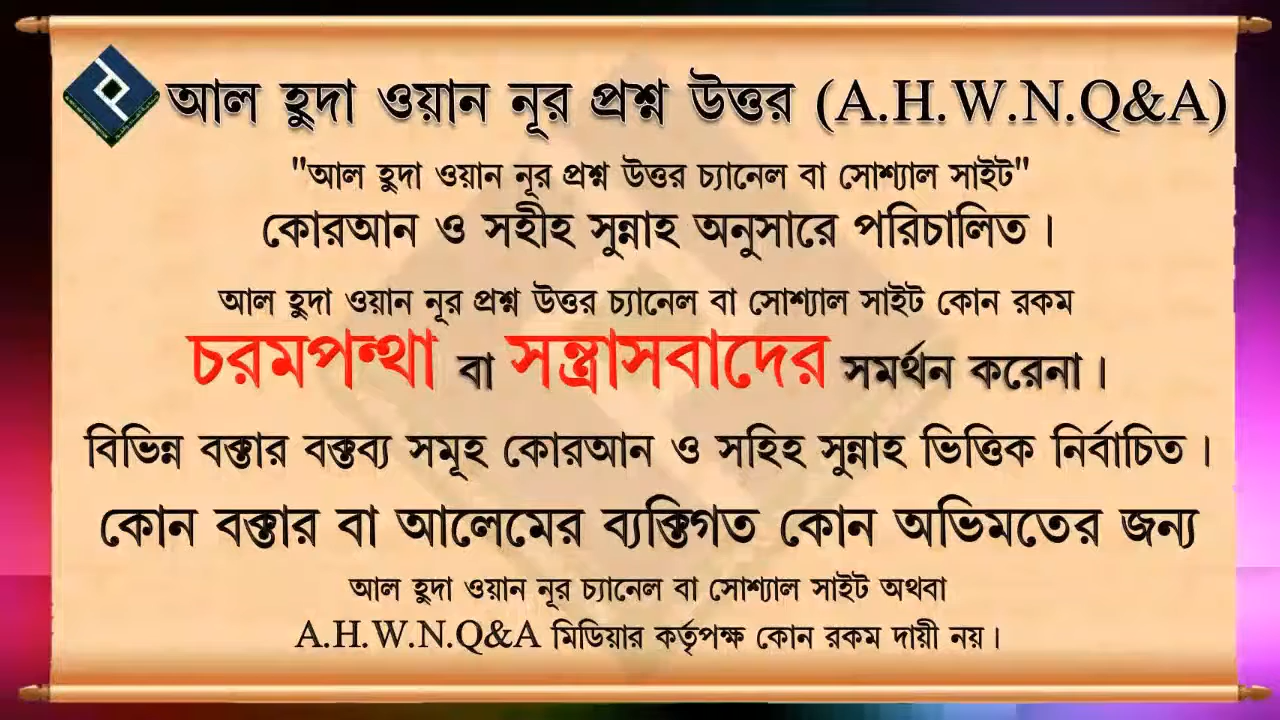 আল হুদা ওয়ান নূর প্রশ্ন উত্তর (A.H.W.N.Q&A)
"আল হুদা ওয়ান নূর প্রশ্ন উত্তর চ্যানেল বা সোশ্যাল সাইট"
কোরআন ও সহীহ সুন্নাহ অনুসারে পরিচালিত।
আল হুদা ওয়ান নূর প্রশ্ন উত্তর চ্যানেল বা সোশ্যাল সাইট কোন রকম
চরমপন্থা বা সন্ত্রাসবাদের সমর্থন করেনা।
বিভিন্ন বক্তার বক্তব্য সমূহ কোরআন ও সহিহ সুন্নাহ ভিত্তিক নির্বাচিত।
কোন বক্তার বা আলেমের ব্যক্তিগত কোন অভিমতের জন্য
আল হুদা ওয়ান নূর চ্যানেল বা সোশ্যাল সাইট অথবা
A.H.W.N.Q&A মিডিয়ার কর্তৃপক্ষ কোন রকম দায়ী নয়।